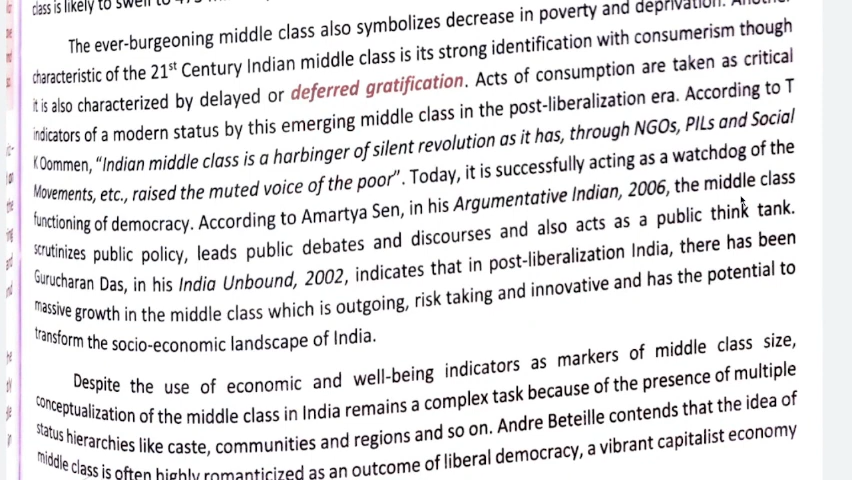 class is likely to swell to
The ever-burgeoning middle class also symbolizes decrease in poverty and deprivation. Another
characteristic of the 21st Century Indian middle class is its strong identification with consumerism though
it is also characterized by delayed or deferred gratification. Acts of consumption are taken as critical
indicators of a modern status by this emerging middle class in the post-liberalization era. According to T
K Oommen, “Indian middle class is a harbinger of silent revolution as it has, through NGOs, PILs and Social
Movements, etc., raised the muted voice of the poor”. Today, it is successfully acting as a watchdog of the
functioning of democracy. According to Amartya Sen, in his Argumentative Indian, 2006, the middle class
scrutinizes public policy, leads public debates and discourses and also acts as a public think tank.
Gurucharan Das, in his India Unbound, 2002, indicates that in post-liberalization India, there has been
massive growth in the middle class which is outgoing, risk taking and innovative and has the potential to
transform the socio-economic landscape of India.
Despite the use of economic and well-being indicators as markers of middle class size,
conceptualization of the middle class in India remains a complex task because of the presence of multiple
status hierarchies like caste, communities and regions and so on. Andre Beteille contends that the idea of
middle class is often highly romanticized as an outcome of liberal democracy, a vibrant capitalist economy